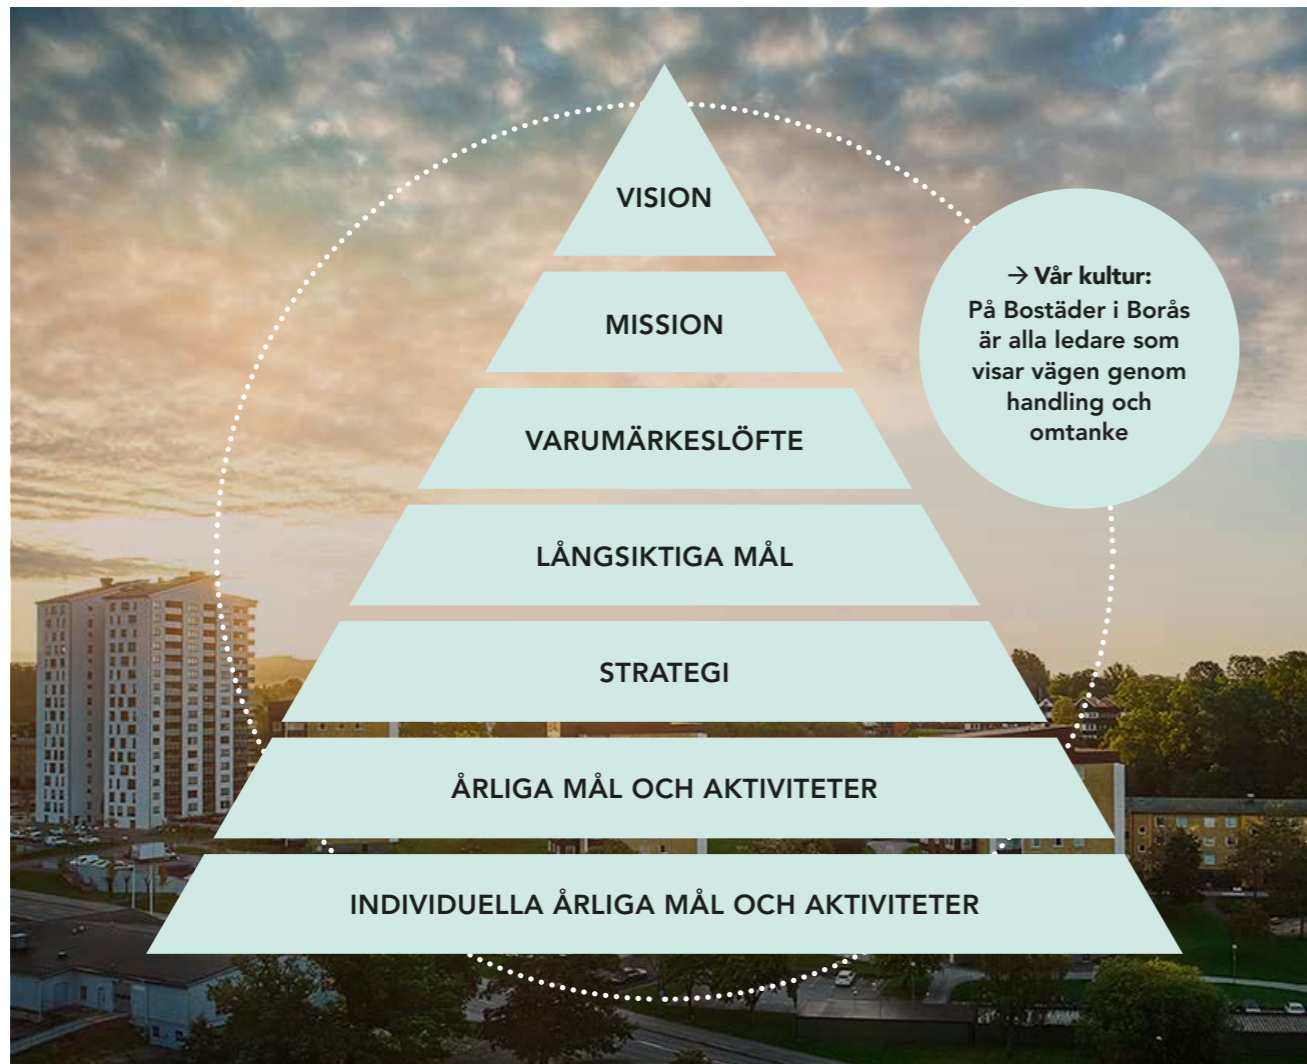 VISION
MISSION
VARUMÄRKESLÖFTE
LÅNGSIKTIGA MÅL
STRATEGI
ÅRLIGA MÅL OCH AKTIVITETER
INDIVIDUELLA ÅRLIGA MÅL OCH AKTIVITETER
→ Vår kultur:
På Bostäder i Borås
är alla ledare som
visar vägen genom
handling och
omtanke